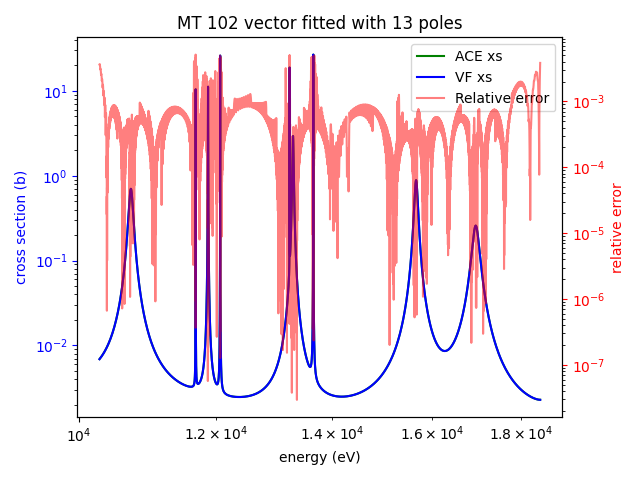 MT 102 vector fitted with 13 poles
ACE xs
VF xs
Relative error
cross section (b)
10¹
10⁰
10⁻¹
10⁻²
10⁻³
10⁻⁴
10⁻⁵
10⁻⁶
10⁻⁷
relative error
10⁴ 1.2 × 10⁴ 1.4 × 10⁴ 1.6 × 10⁴ 1.8 × 10⁴
energy (eV)